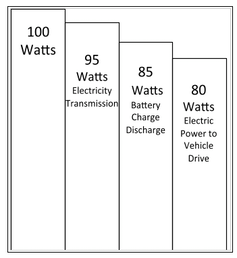 100
Watts
95
Watts
Electricity
Transmission
85
Watts
Battery
Charge
Discharge
80
Watts
Electric
Power to
Vehicle
Drive